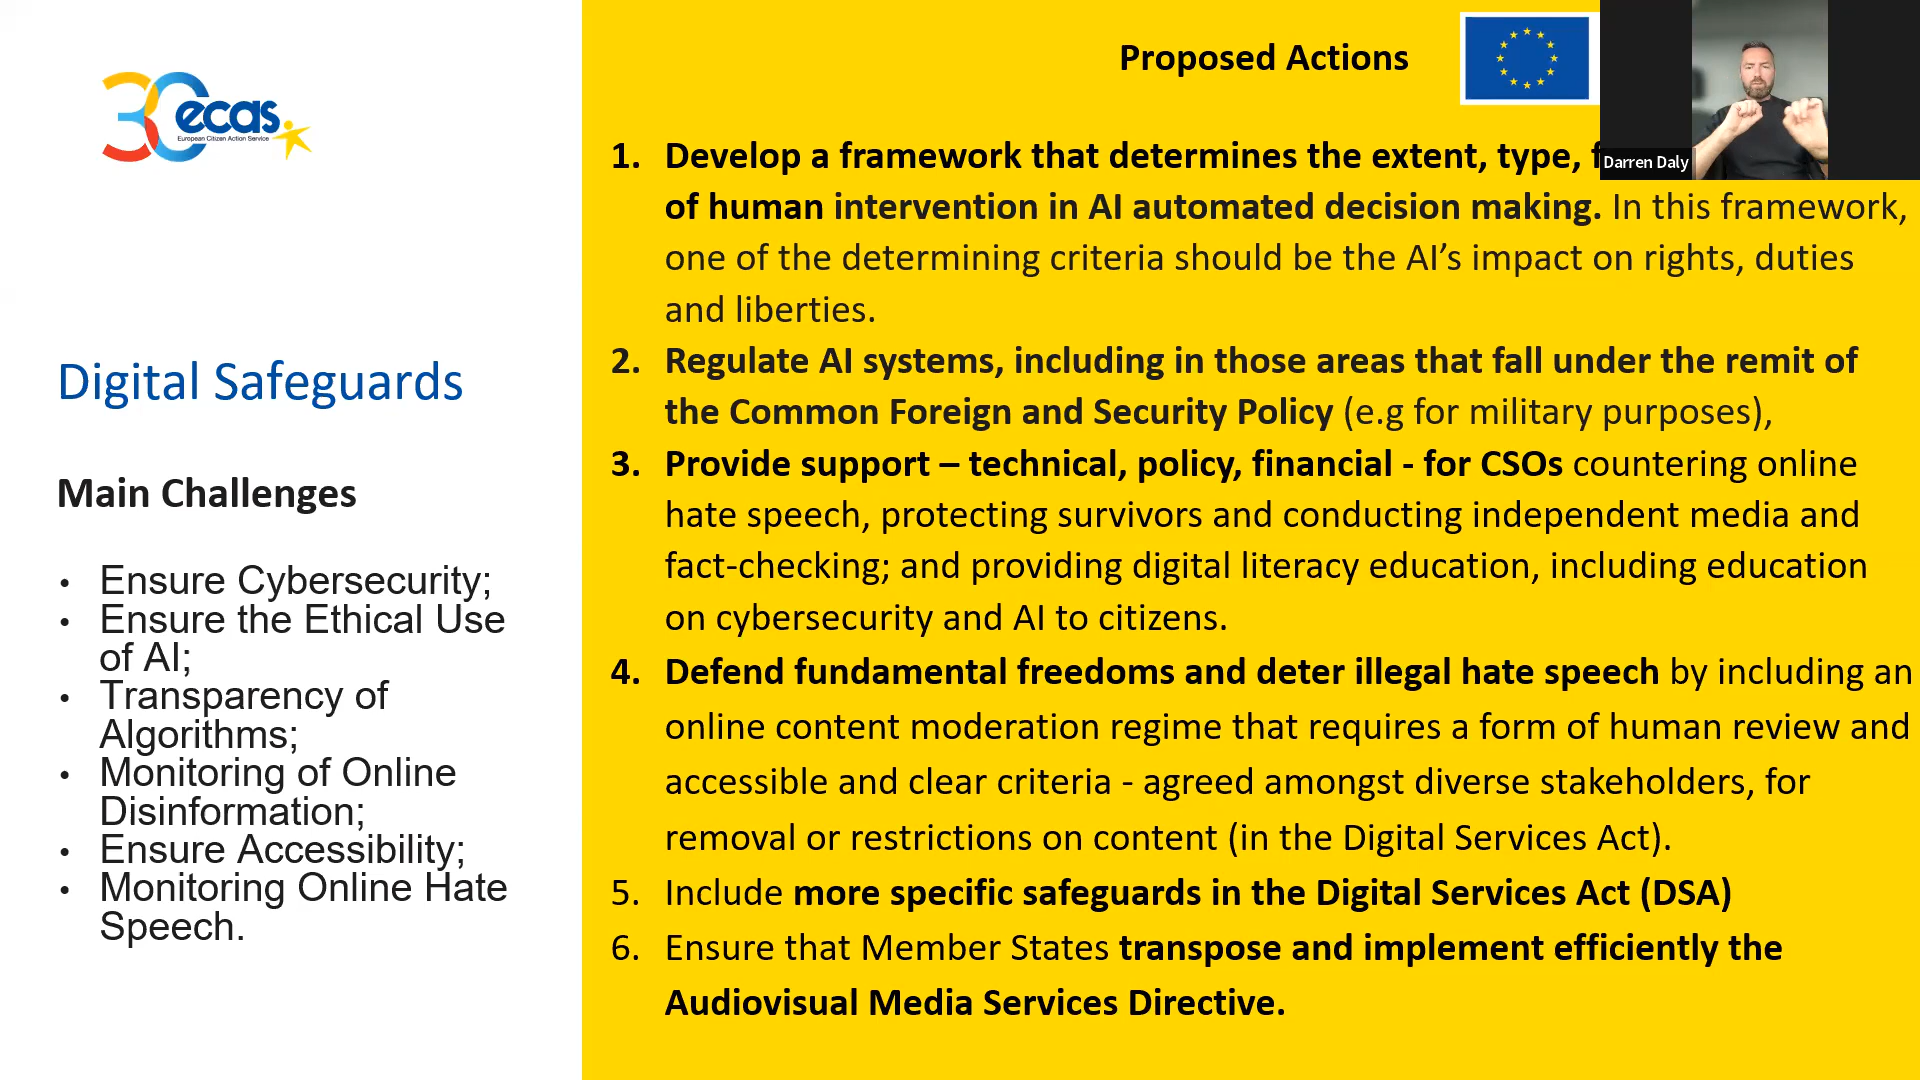 30 ecas
European Citizen Action Service
Digital Safeguards
Main Challenges
• Ensure Cybersecurity;
• Ensure the Ethical Use
of AI;
• Transparency of
Algorithms;
• Monitoring of Online
Disinformation;
• Ensure Accessibility;
• Monitoring Online Hate
Speech.
Proposed Actions
1. Develop a framework that determines the extent, type,
of human intervention in AI automated decision making. In this framework,
one of the determining criteria should be the AI’s impact on rights, duties
and liberties.
2. Regulate AI systems, including in those areas that fall under the remit of
the Common Foreign and Security Policy (e.g for military purposes),
3. Provide support – technical, policy, financial - for CSOs countering online
hate speech, protecting survivors and conducting independent media and
fact-checking; and providing digital literacy education, including education
on cybersecurity and AI to citizens.
4. Defend fundamental freedoms and deter illegal hate speech by including an
online content moderation regime that requires a form of human review and
accessible and clear criteria - agreed amongst diverse stakeholders, for
removal or restrictions on content (in the Digital Services Act).
5. Include more specific safeguards in the Digital Services Act (DSA)
6. Ensure that Member States transpose and implement efficiently the
Audiovisual Media Services Directive.
Darren Daly